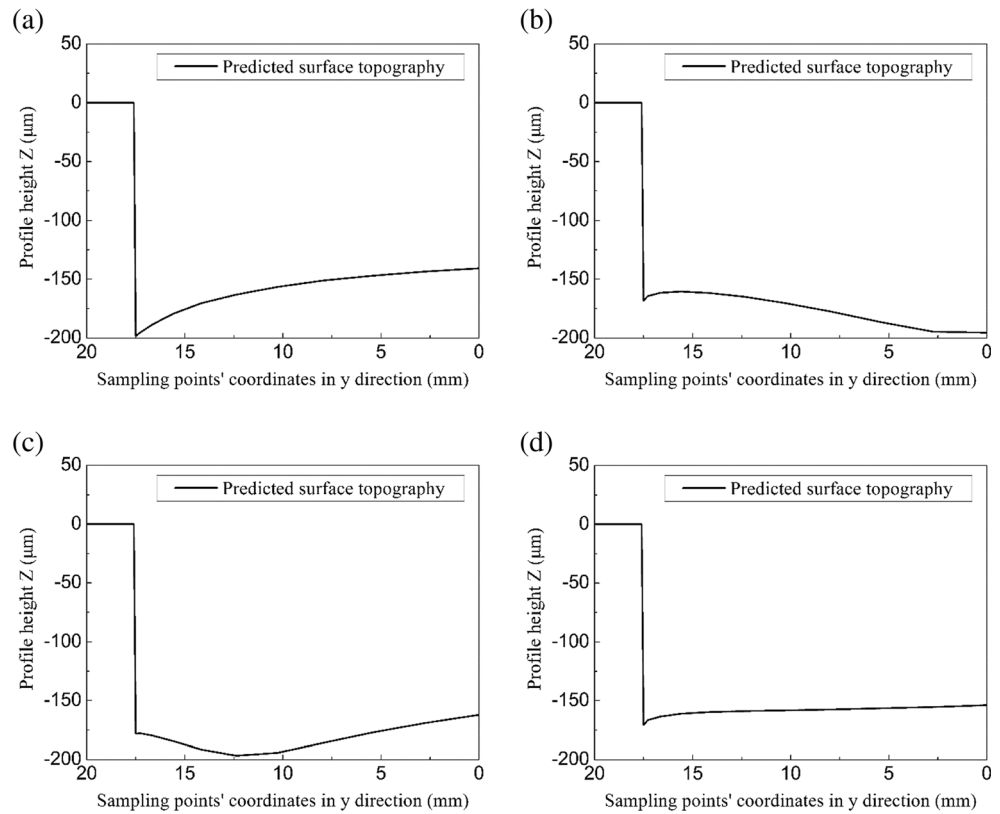 (a)
50
Predicted surface topography
0
-50
-100
-150
-200
Profile height Z (μm)
20 15 10 5 0
Sampling points' coordinates in y direction (mm)
(b)
50
Predicted surface topography
0
-50
-100
-150
-200
Profile height Z (μm)
20 15 10 5 0
Sampling points' coordinates in y direction (mm)
(c)
50
Predicted surface topography
0
-50
-100
-150
-200
Profile height Z (μm)
20 15 10 5 0
Sampling points' coordinates in y direction (mm)
(d)
50
Predicted surface topography
0
-50
-100
-150
-200
Profile height Z (μm)
20 15 10 5 0
Sampling points' coordinates in y direction (mm)